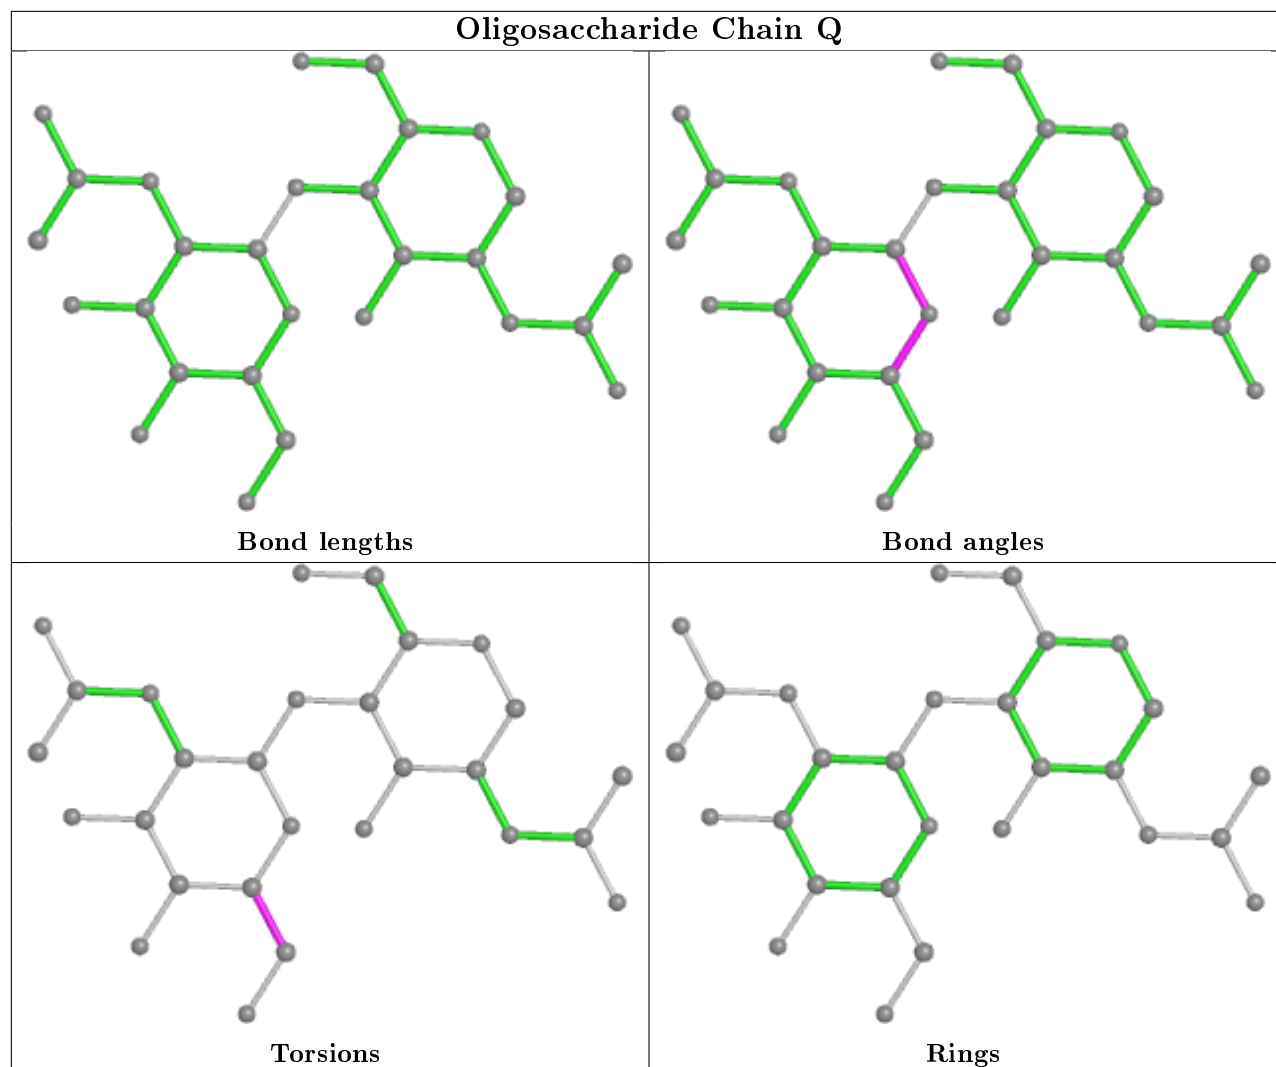 Oligosaccharide Chain Q
Bond lengths
Bond angles
Torsions
Rings